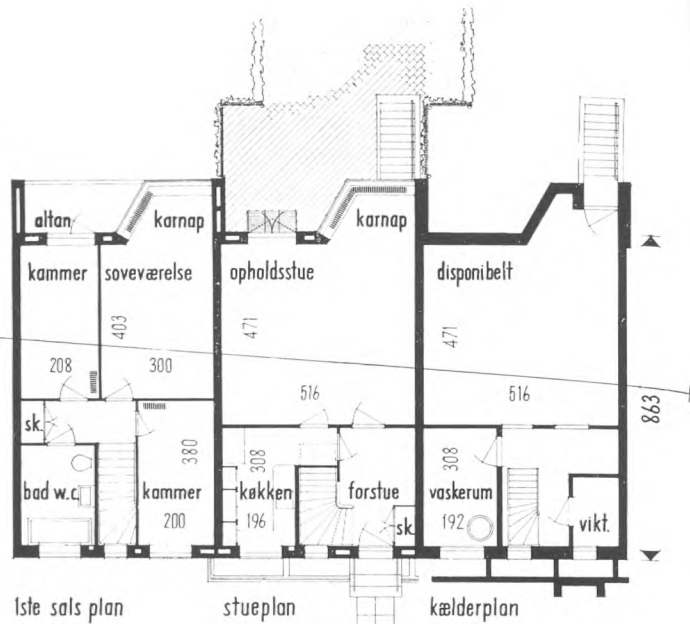 altan
karnap
kammer
soveværelse
403
208
300
sk.
380
bad w.c.
kammer
200
karnap
opholdsstue
471
516
308
køkken
196
forstue
sk.
disponibelt
471
516
863
308
vaskerum
192
vikt.
1ste sals plan
stueplan
kælderplan